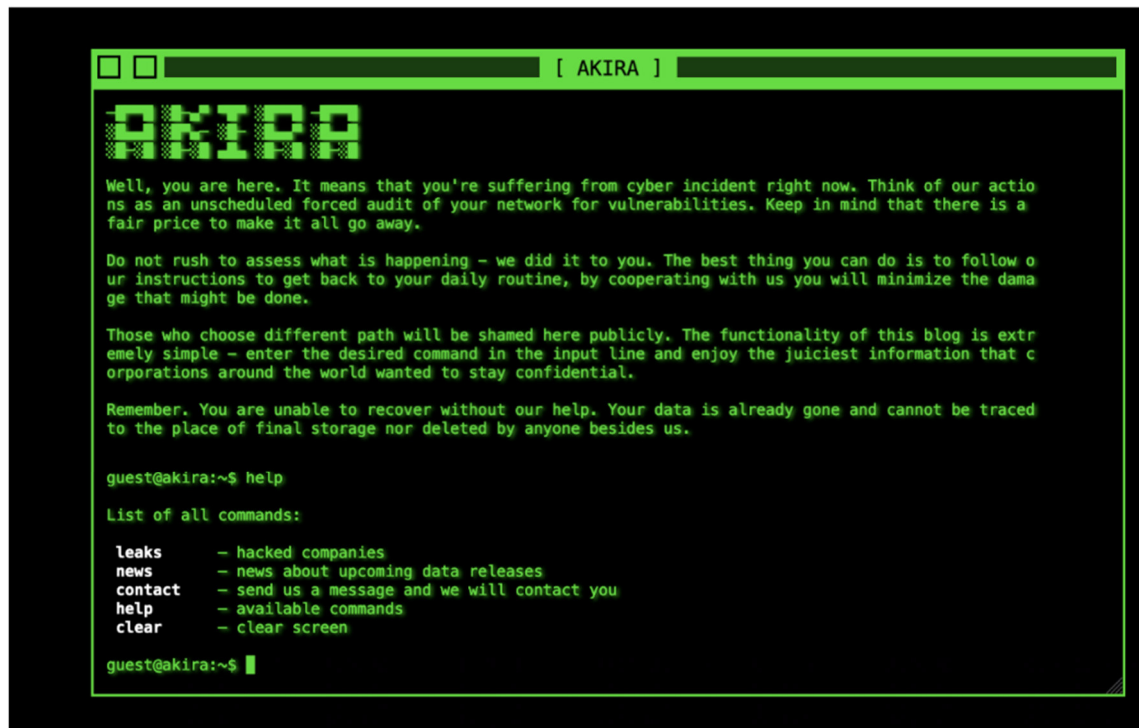 [ AKIRA ]
AKIRA
Well, you are here. It means that you're suffering from cyber incident right now. Think of our actio
ns as an unscheduled forced audit of your network for vulnerabilities. Keep in mind that there is a
fair price to make it all go away.
Do not rush to assess what is happening – we did it to you. The best thing you can do is to follow o
ur instructions to get back to your daily routine, by cooperating with us you will minimize the dama
ge that might be done.
Those who choose different path will be shamed here publicly. The functionality of this blog is extr
emely simple – enter the desired command in the input line and enjoy the juiciest information that c
orporations around the world wanted to stay confidential.
Remember. You are unable to recover without our help. Your data is already gone and cannot be traced
to the place of final storage nor deleted by anyone besides us.
guest@akira:~$ help
List of all commands:
leaks – hacked companies
news – news about upcoming data releases
contact – send us a message and we will contact you
help – available commands
clear – clear screen
guest@akira:~$